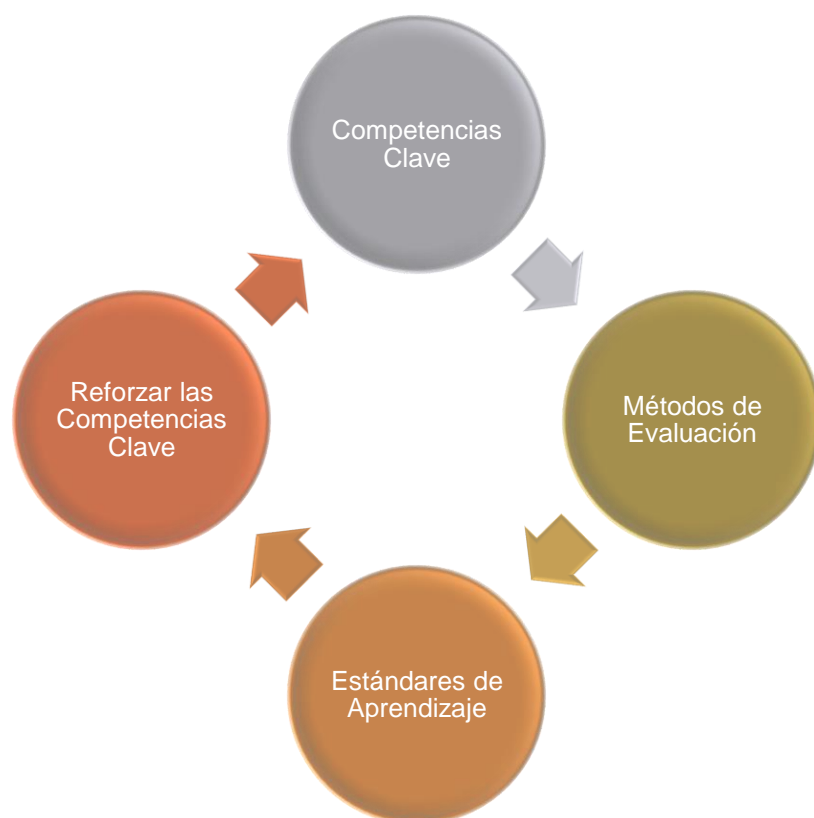 Competencias
Clave
Métodos de
Evaluación
Estándares de
Aprendizaje
Reforzar las
Competencias
Clave